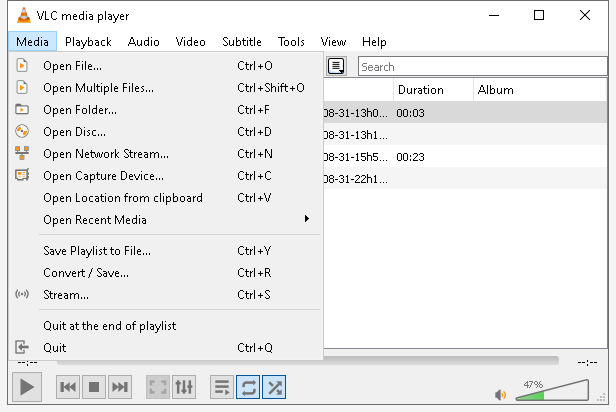 VLC media player
Media Playback Audio Video Subtitle Tools View Help
Open File... Ctrl+O
Open Multiple Files... Ctrl+Shift+O
Open Folder... Ctrl+F
Open Disc... Ctrl+D
Open Network Stream... Ctrl+N
Open Capture Device... Ctrl+C
Open Location from clipboard Ctrl+V
Open Recent Media
Save Playlist to File... Ctrl+Y
Convert / Save... Ctrl+R
Stream... Ctrl+S
Quit at the end of playlist
Quit Ctrl+Q
Search
Duration Album
08-31-13h0... 00:03
08-31-13h1...
08-31-15h5... 00:23
08-31-22h1...
--:-- --:--
47%